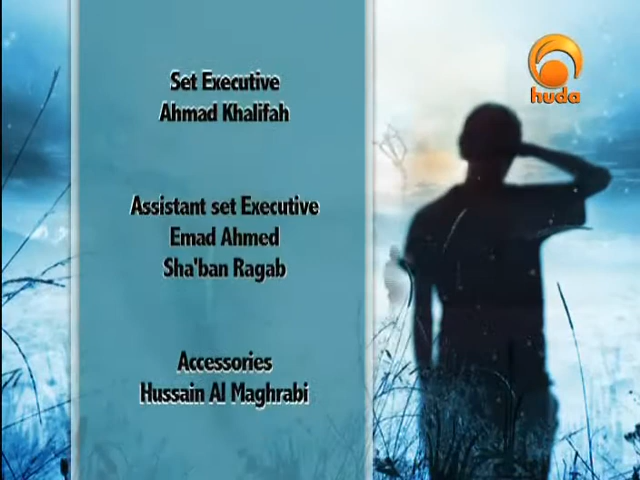 huda
Set Executive
Ahmad Khalifah
Assistant set Executive
Emad Ahmed
Sha'ban Ragab
Accessories
Hussain Al Maghrabi